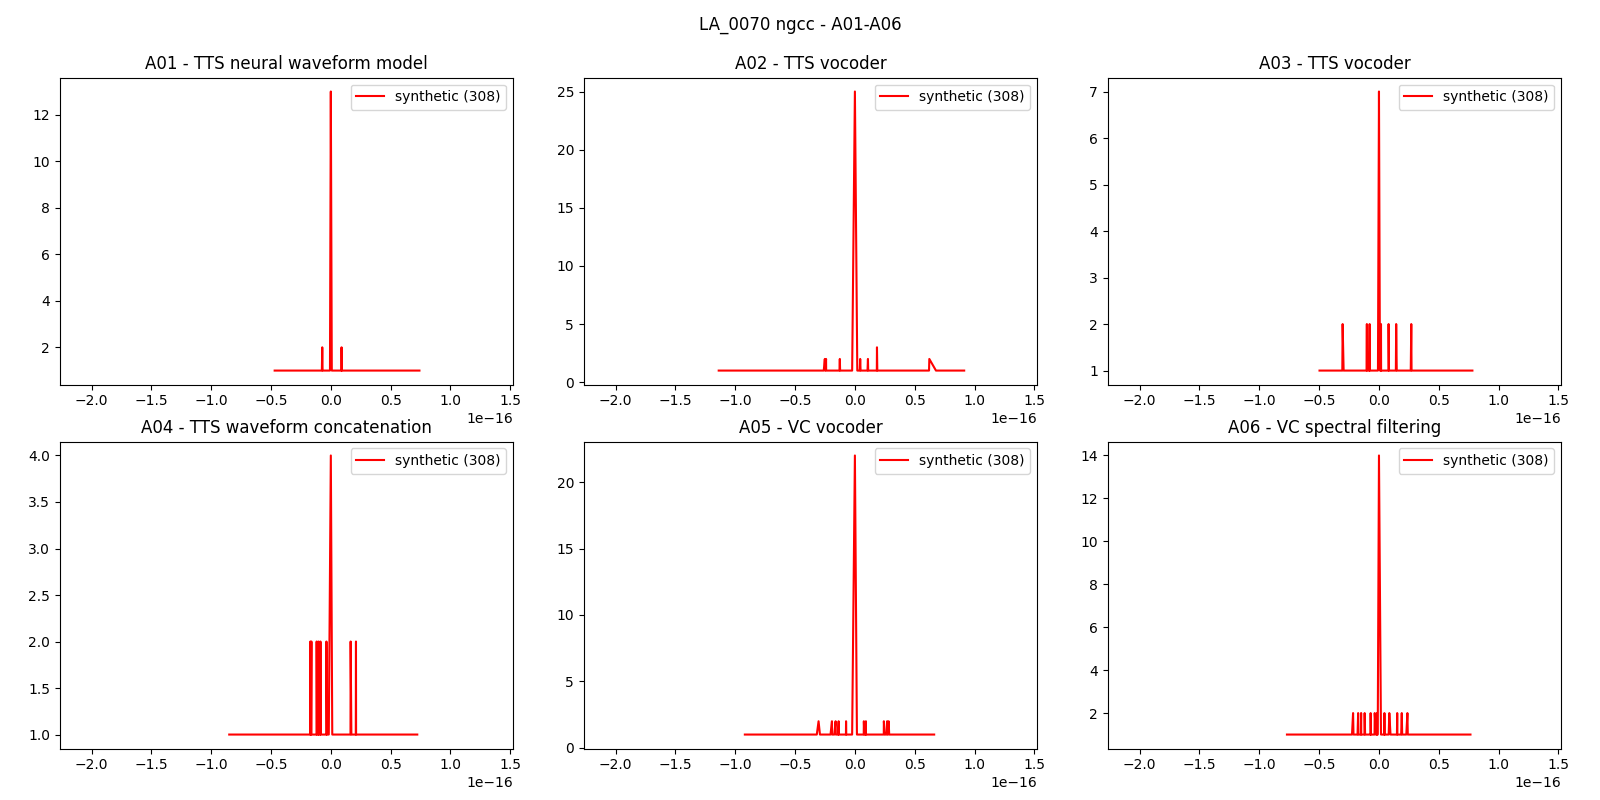 LA_0070 ngcc - A01-A06
A01 - TTS neural waveform model
A02 - TTS vocoder
A03 - TTS vocoder
synthetic (308)
synthetic (308)
synthetic (308)
12
10
8
6
4
2
25
20
15
10
5
0
7
6
5
4
3
2
1
−2.0 −1.5 −1.0 −0.5 0.0 0.5 1.0 1.5
1e−16
−2.0 −1.5 −1.0 −0.5 0.0 0.5 1.0 1.5
1e−16
−2.0 −1.5 −1.0 −0.5 0.0 0.5 1.0 1.5
1e−16
A04 - TTS waveform concatenation
A05 - VC vocoder
A06 - VC spectral filtering
synthetic (308)
synthetic (308)
synthetic (308)
4.0
3.5
3.0
2.5
2.0
1.5
1.0
20
15
10
5
0
14
12
10
8
6
4
2
−2.0 −1.5 −1.0 −0.5 0.0 0.5 1.0 1.5
1e−16
−2.0 −1.5 −1.0 −0.5 0.0 0.5 1.0 1.5
1e−16
−2.0 −1.5 −1.0 −0.5 0.0 0.5 1.0 1.5
1e−16